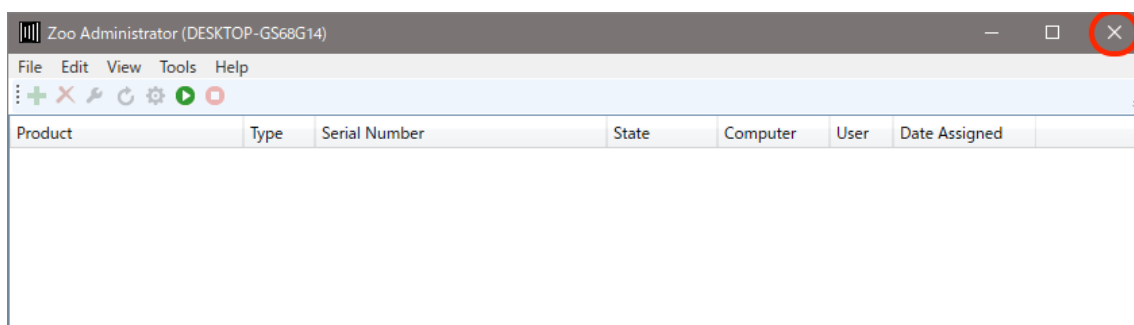 Zoo Administrator (DESKTOP-GS68G14)
File Edit View Tools Help
Product Type Serial Number State Computer User Date Assigned